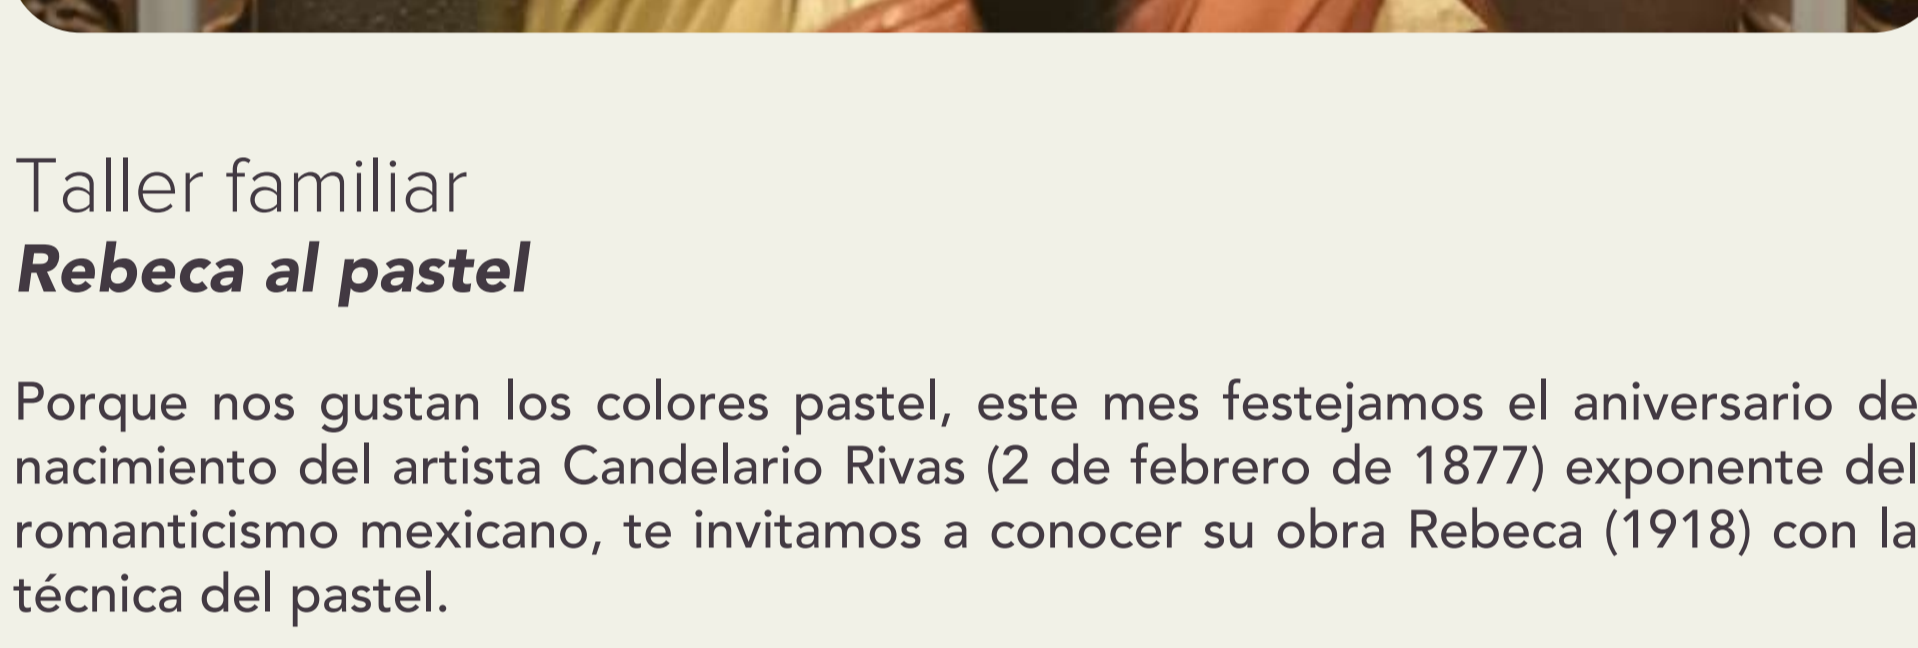 Taller familiar
Rebeca al pastel
Porque nos gustan los colores pastel, este mes festejamos el aniversario de
nacimiento del artista Candelario Rivas (2 de febrero de 1877) exponente del
romanticismo mexicano, te invitamos a conocer su obra Rebeca (1918) con la
técnica del pastel.